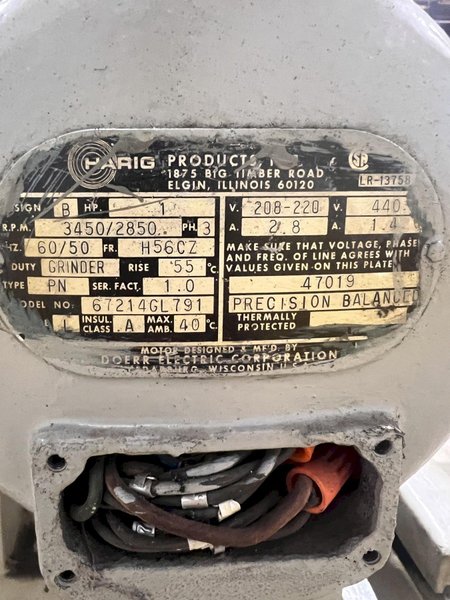 HARIG PRODUCTS,
1875 BIG TIMBER ROAD
ELGIN, ILLINOIS 60120
SA
LR-13758
SIGN B HP. 1 V. 208-220 V. 440
R.P.M. 3450/2850. PH. 3 A. 2.8 A. 1.4
HZ. 60/50 FR. H56CZ
MAKE SURE THAT VOLTAGE, PHASE
AND FREQ. OF LINE AGREES WITH
VALUES GIVEN ON THIS PLATE
DUTY GRINDER RISE 55 °C.
TYPE PN SER. FACT. 1.0 47019
MODEL NO. 67214GL791 PRECISION BALANCED
L INSUL. CLASS A MAX. AMB. 40 °C.
THERMALLY
PROTECTED
MOTOR DESIGNED & MF'D. BY
DOERR ELECTRIC CORPORATION
CEDARBURG, WISCONSIN U.S.A.